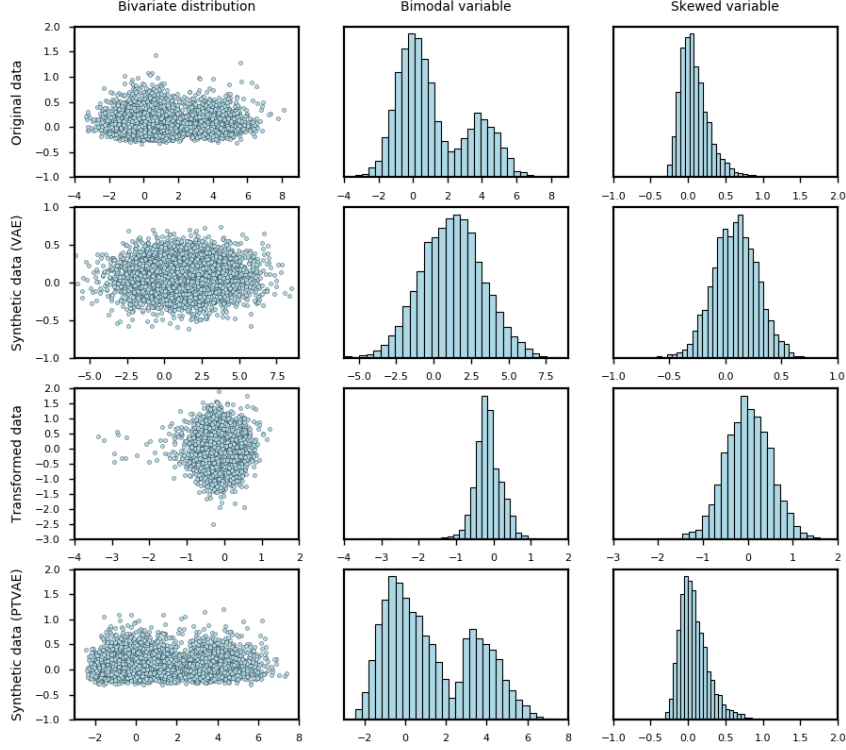 Bivariate distribution Bimodal variable Skewed variable
Original data
2.0
1.5
1.0
0.5
0.0
−0.5
−1.0
−4 −2 0 2 4 6 8
−4 −2 0 2 4 6 8
−1.0 −0.5 0.0 0.5 1.0 1.5 2.0
Synthetic data (VAE)
1.0
0.5
0.0
−0.5
−1.0
−5.0 −2.5 0.0 2.5 5.0 7.5
−5.0 −2.5 0.0 2.5 5.0 7.5
−1.0 −0.5 0.0 0.5 1.0
Transformed data
2.0
1.5
1.0
0.5
0.0
−0.5
−1.0
−1.5
−2.0
−2.5
−3.0
−4 −3 −2 −1 0 1 2
−4 −3 −2 −1 0 1 2
−3 −2 −1 0 1 2
Synthetic data (PTVAE)
2.0
1.5
1.0
0.5
0.0
−0.5
−1.0
−2 0 2 4 6 8
−2 0 2 4 6 8
−1.0 −0.5 0.0 0.5 1.0 1.5 2.0